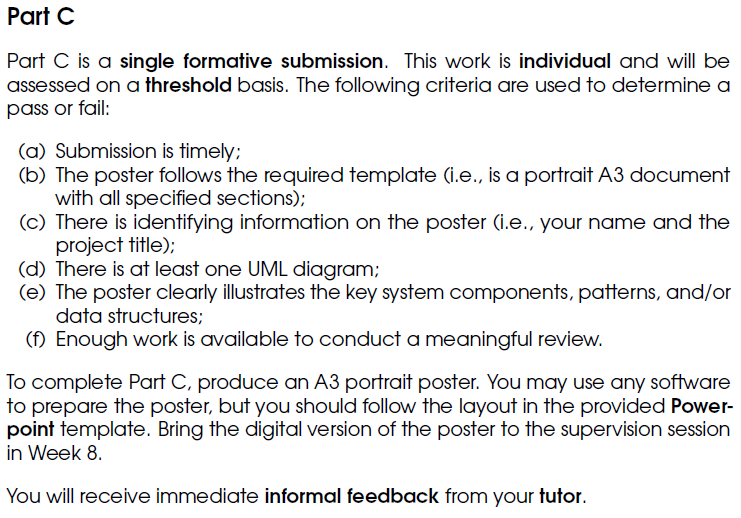 Part C
Part C is a single formative submission. This work is individual and will be
assessed on a threshold basis. The following criteria are used to determine a
pass or fail:
(a) Submission is timely;
(b) The poster follows the required template (i.e., is a portrait A3 document
with all specified sections);
(c) There is identifying information on the poster (i.e., your name and the
project title);
(d) There is at least one UML diagram;
(e) The poster clearly illustrates the key system components, patterns, and/or
data structures;
(f) Enough work is available to conduct a meaningful review.
To complete Part C, produce an A3 portrait poster. You may use any software
to prepare the poster, but you should follow the layout in the provided Power-
point template. Bring the digital version of the poster to the supervision session
in Week 8.
You will receive immediate informal feedback from your tutor.